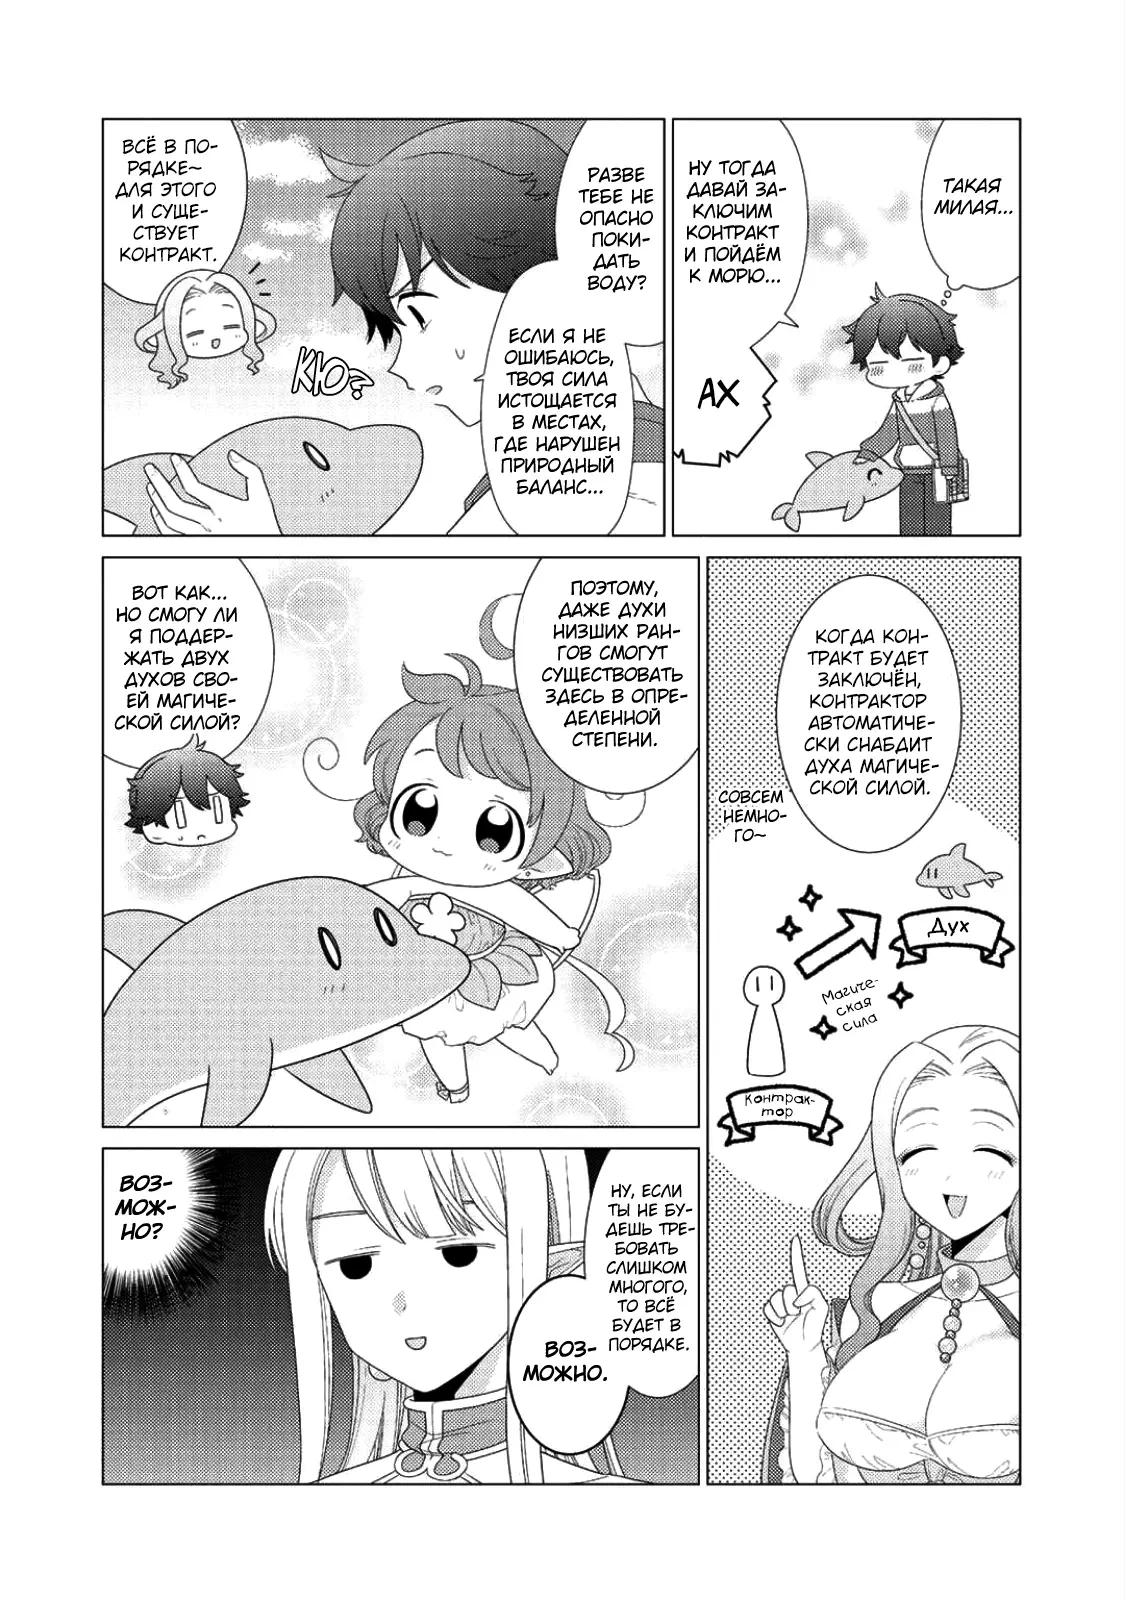 ТАКАЯ
МИЛАЯ...
НУ ТОГДА
ДАВАЙ ЗА-
КЛЮЧИМ
КОНТРАКТ
И ПОЙДЁМ
К МОРЮ...
АХ
РАЗВЕ
ТЕБЕ НЕ
ОПАСНО
ПОКИ-
ДАТЬ
ВОДУ?
ЕСЛИ Я НЕ
ОШИБАЮСЬ,
ТВОЯ СИЛА
ИСТОЩАЕТСЯ
В МЕСТАХ,
ГДЕ НАРУШЕН
ПРИРОДНЫЙ
БАЛАНС...
КЮ?
ВСЁ В ПО-
РЯДКЕ~
ДЛЯ ЭТОГО
И СУЩЕ-
СТВУЕТ
КОНТРАКТ.
КОГДА КОН-
ТРАКТ БУДЕТ
ЗАКЛЮЧЁН,
КОНТРАКТОР
АВТОМАТИЧЕ-
СКИ СНАБДИТ
ДУХА МАГИЧЕ-
СКОЙ СИЛОЙ.
СОВСЕМ
НЕМНО-
ГО~
Дух
Магиче-
ская
сила
Контрак-
тор
ПОЭТОМУ,
ДАЖЕ ДУХИ
НИЗШИХ РАН-
ГОВ СМОГУТ
СУЩЕСТВОВАТЬ
ЗДЕСЬ В ОПРЕ-
ДЕЛЕННОЙ
СТЕПЕНИ.
ВОТ КАК...
НО СМОГУ ЛИ
Я ПОДДЕР-
ЖАТЬ ДВУХ
ДУХОВ СВО-
ЕЙ МАГИЧЕ-
СКОЙ СИЛОЙ?
НУ, ЕСЛИ
ТЫ НЕ БУ-
ДЕШЬ ТРЕ-
БОВАТЬ
СЛИШКОМ
МНОГОГО,
ТО ВСЁ
БУДЕТ В
ПОРЯДКЕ.
ВОЗ-
МОЖНО.
ВОЗ-
МОЖ-
НО?